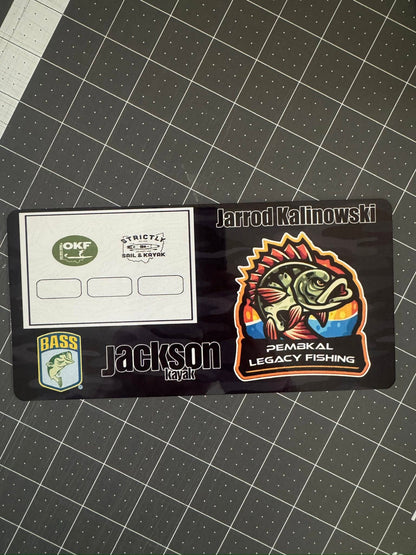 Jarrod Kalinowski
OKF
STRICTLY
SAIL & KAYAK
PEMBKAL
LEGACY FISHING
BASS
jackson
kayak